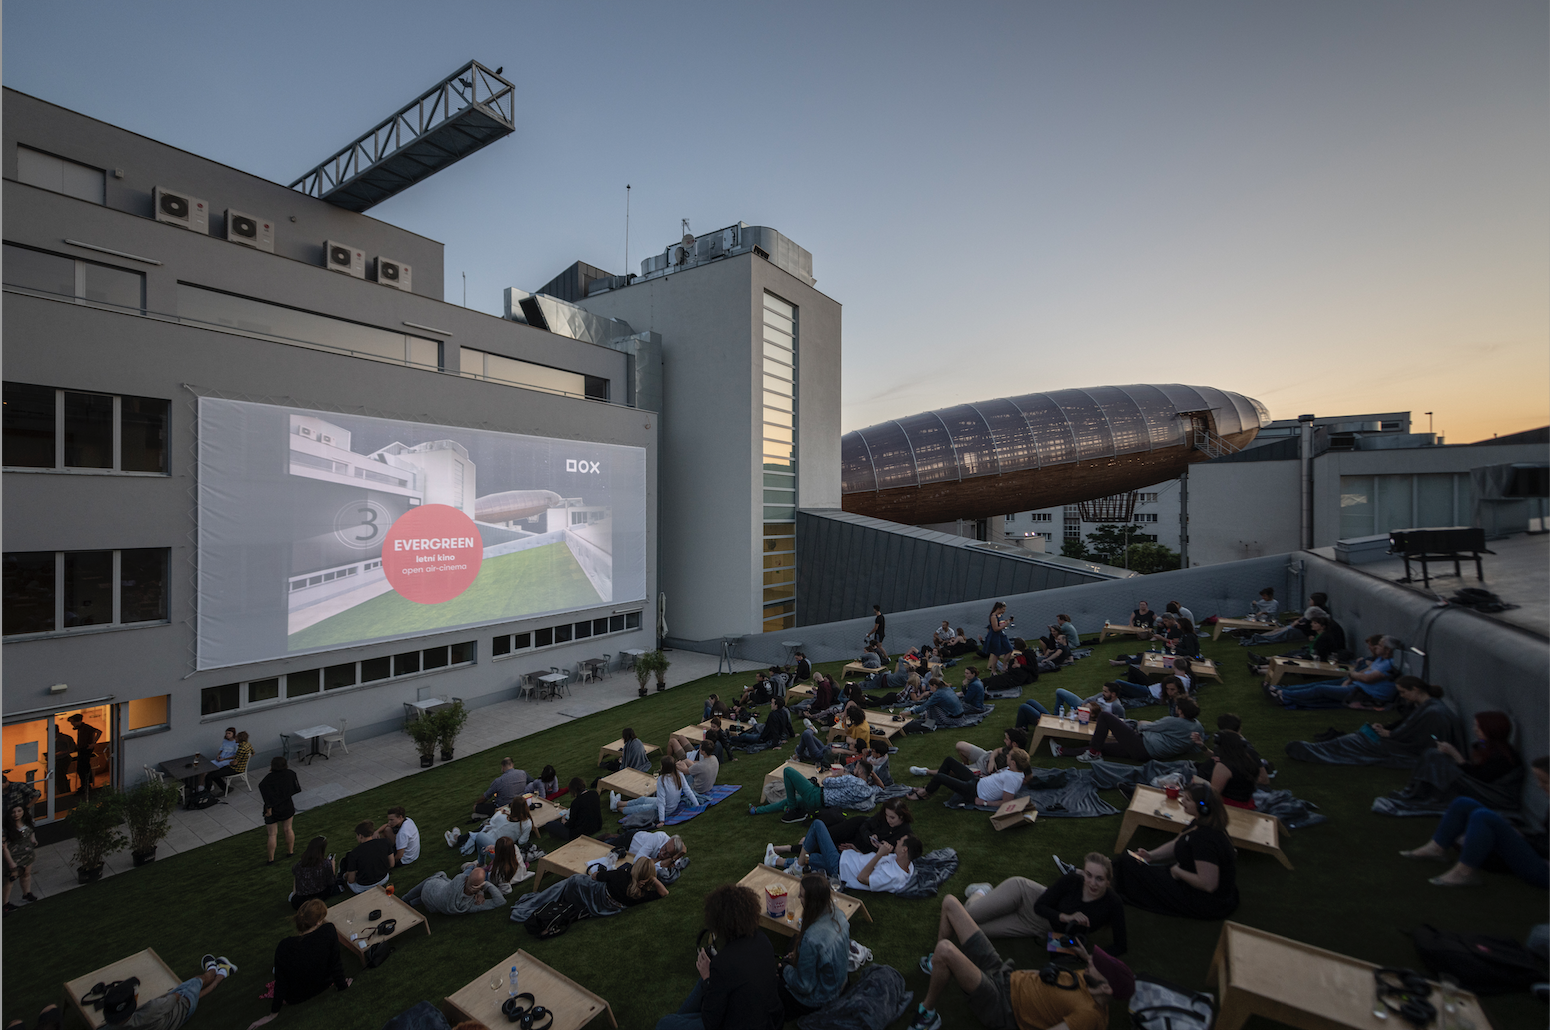 DOX
3
EVERGREEN
letní kino
open air-cinema